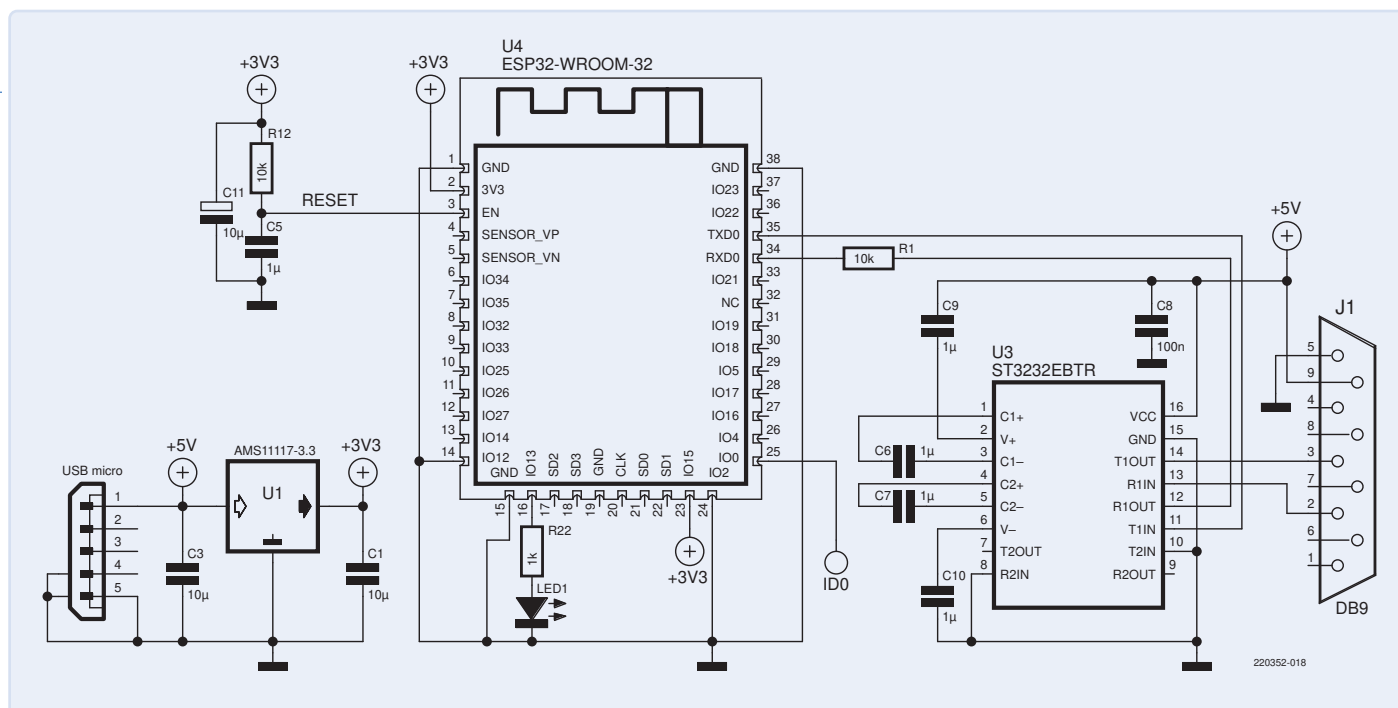 U4
ESP32-WROOM-32
+3V3
+3V3
R12
10k
C11
10µ
RESET
C5
1µ
1
GND
2
3V3
3
EN
4
SENSOR_VP
5
SENSOR_VN
6
IO34
7
IO35
8
IO32
9
IO33
10
IO25
11
IO26
12
IO27
13
IO14
14
IO12
38
GND
37
IO23
36
IO22
35
TXD0
34
RXD0
33
IO21
32
NC
31
IO19
30
IO18
29
IO5
28
IO17
27
IO16
26
IO4
25
IO0
GND
IO13
SD2
SD3
GND
CLK
SD0
SD1
IO15
IO2
15
16
17
18
19
20
21
22
23
24
R22
1k
LED1
+3V3
ID0
R1
10k
USB micro
1
2
3
4
5
+5V
C3
10µ
AMS11117-3.3
U1
+3V3
C1
10µ
+5V
C9
1µ
C8
100n
U3
ST3232EBTR
1
C1+
2
V+
3
C1–
4
C2+
5
C2–
6
V–
7
T2OUT
8
R2IN
VCC
16
GND
15
T1OUT
14
R1IN
13
R1OUT
12
T1IN
11
T2IN
10
R2OUT
9
C6
1µ
C7
1µ
C10
1µ
J1
5
9
4
8
3
7
2
6
1
DB9
220352-018